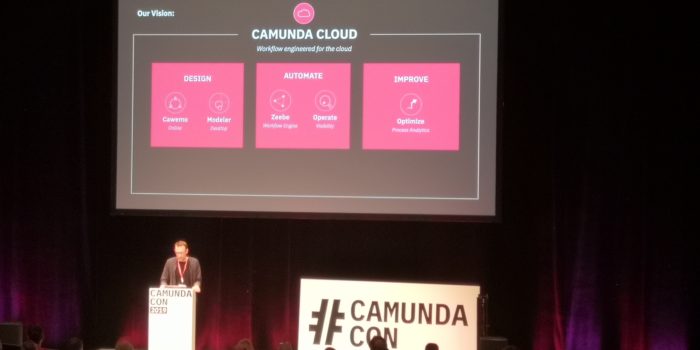 Our Vision:
CAMUNDA CLOUD
Workflow engineered for the cloud
DESIGN
Cawemo
Online
Modeler
Desktop
AUTOMATE
Zeebe
Workflow Engine
Operate
Visibility
IMPROVE
Optimize
Process Analytics
CAMUNDA
CON
2019
#CAMUNDA
CON